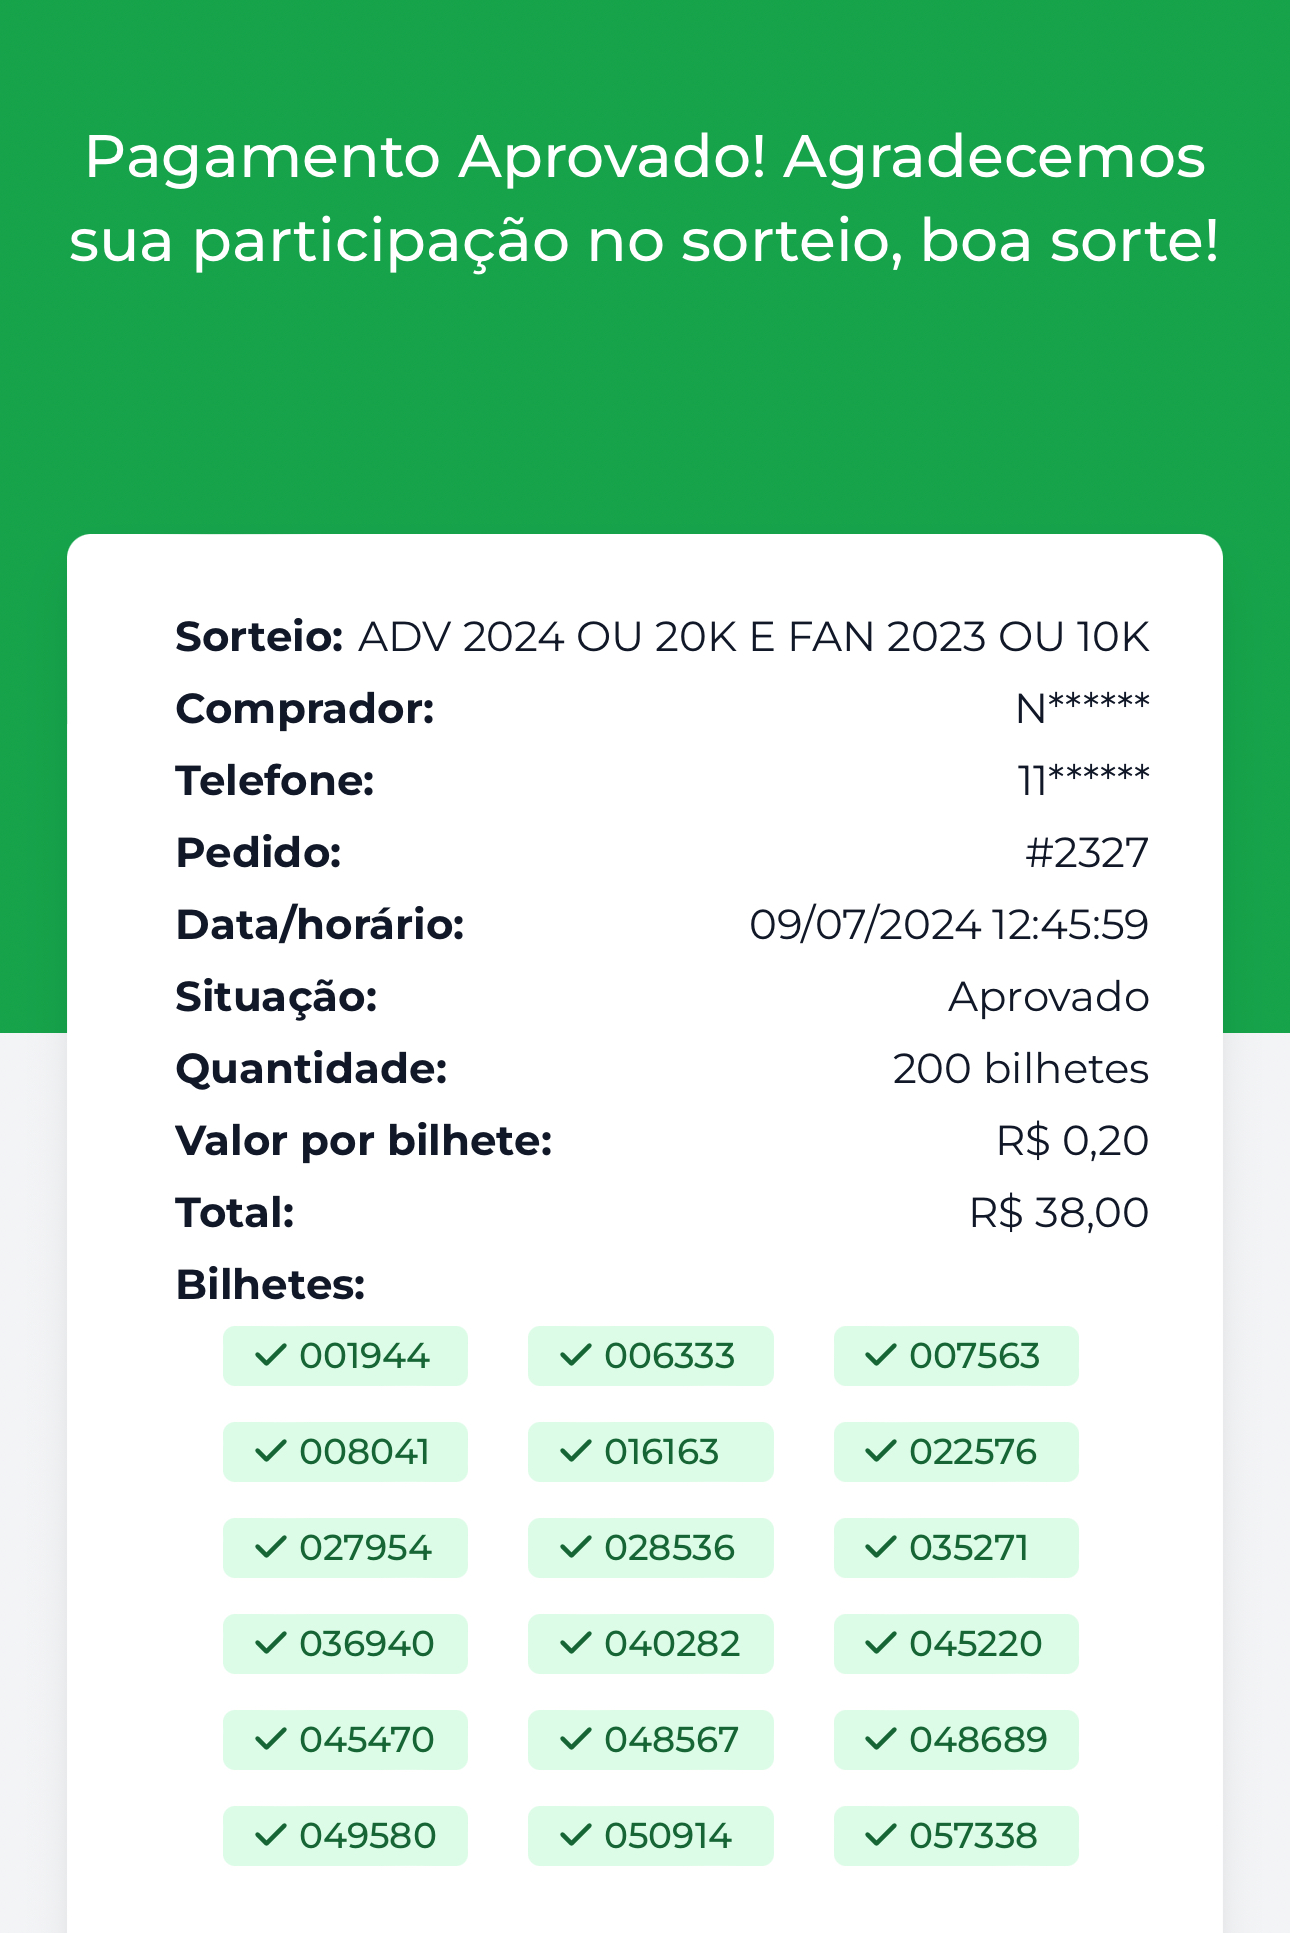 Pagamento Aprovado! Agradecemos
sua participação no sorteio, boa sorte!
Sorteio: ADV 2024 OU 20K E FAN 2023 OU 10K
Comprador: N******
Telefone: 11******
Pedido: #2327
Data/horário: 09/07/2024 12:45:59
Situação: Aprovado
Quantidade: 200 bilhetes
Valor por bilhete: R$ 0,20
Total: R$ 38,00
Bilhetes:
✓ 001944 ✓ 006333 ✓ 007563
✓ 008041 ✓ 016163 ✓ 022576
✓ 027954 ✓ 028536 ✓ 035271
✓ 036940 ✓ 040282 ✓ 045220
✓ 045470 ✓ 048567 ✓ 048689
✓ 049580 ✓ 050914 ✓ 057338